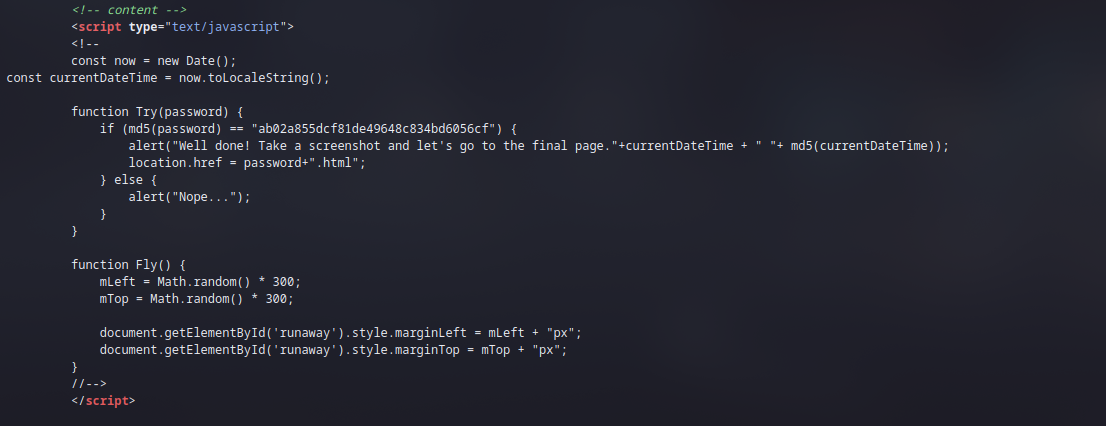 <!-- content -->
<script type="text/javascript">
<!--
const now = new Date();
const currentDateTime = now.toLocaleString();
function Try(password) {
if (md5(password) == "ab02a855dcf81de49648c834bd6056cf") {
alert("Well done! Take a screenshot and let's go to the final page."+currentDateTime + " "+ md5(currentDateTime));
location.href = password+".html";
} else {
alert("Nope...");
}
}
function Fly() {
mLeft = Math.random() * 300;
mTop = Math.random() * 300;
document.getElementById('runaway').style.marginLeft = mLeft + "px";
document.getElementById('runaway').style.marginTop = mTop + "px";
}
//-->
</script>